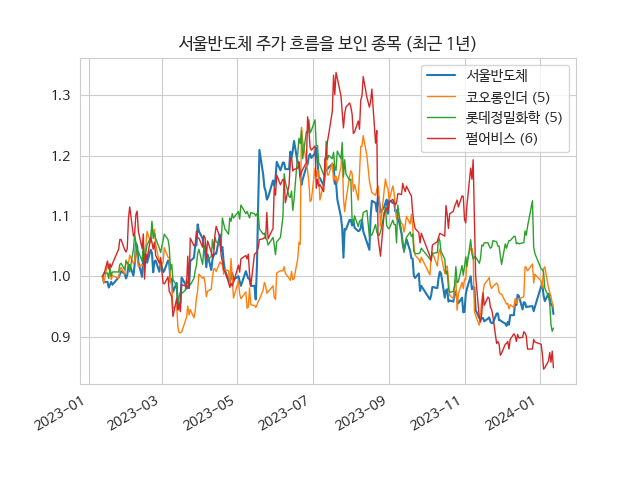 서울반도체 주가 흐름을 보인 종목 (최근 1년)
서울반도체
코오롱인더 (5)
롯데정밀화학 (5)
펄어비스 (6)
1.3
1.2
1.1
1.0
0.9
2023-01
2023-03
2023-05
2023-07
2023-09
2023-11
2024-01